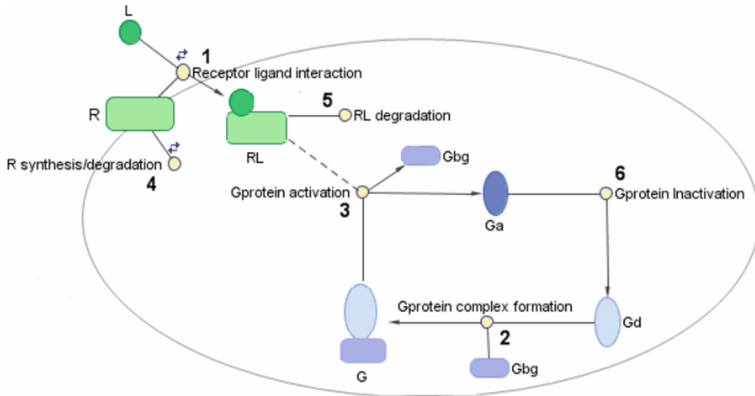 L
1
Receptor ligand interaction
R
5
RL degradation
RL
R synthesis/degradation
4
Gbg
6
Gprotein activation
3
Gprotein Inactivation
Ga
Gprotein complex formation
Gd
2
G
Gbg